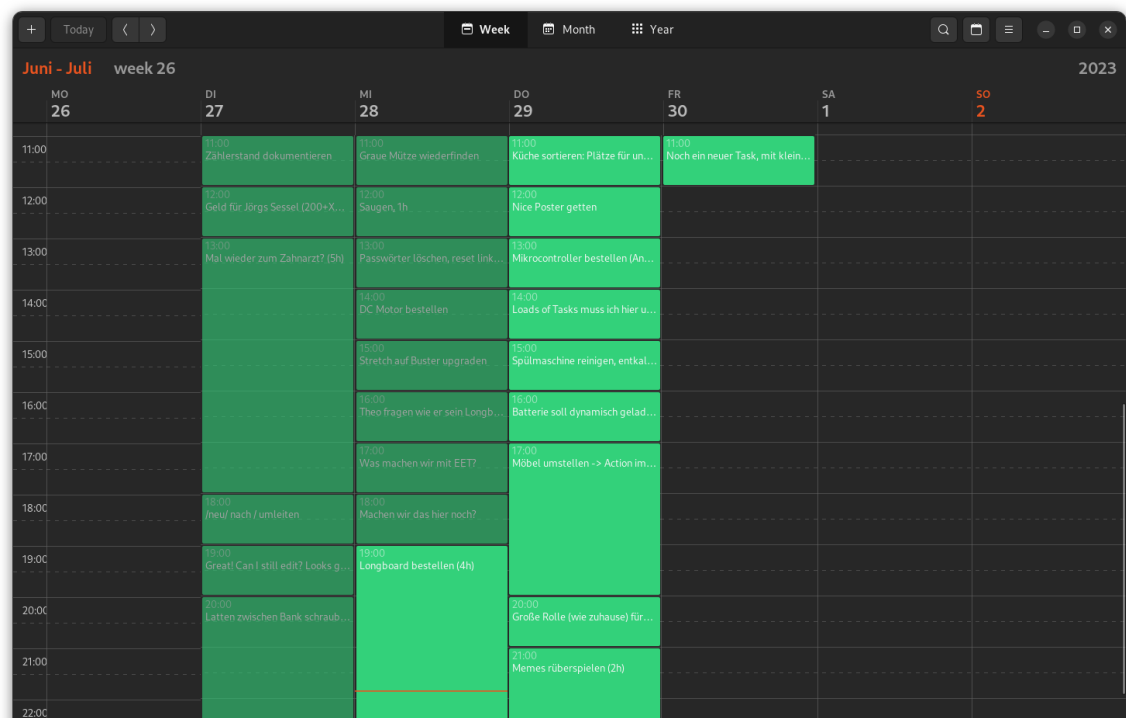 + Today Week Month Year
Juni - Juli week 26 2023
MO DI MI DO FR SA SO
26 27 28 29 30 1 2
11:00
12:00
13:00
14:00
15:00
16:00
17:00
18:00
19:00
20:00
21:00
22:00
11:00
Zählerstand dokumentieren
12:00
Geld für Jörgs Sessel (200+X...
13:00
Mal wieder zum Zahnarzt? (5h)
18:00
/neu/ nach / umleiten
19:00
Great! Can I still edit? Looks g...
20:00
Latten zwischen Bank schraub...
11:00
Graue Mütze wiederfinden
12:00
Saugen, 1h
13:00
Passwörter löschen, reset link...
14:00
DC Motor bestellen
15:00
Stretch auf Buster upgraden
16:00
Theo fragen wie er sein Longb...
17:00
Was machen wir mit EET?
18:00
Machen wir das hier noch?
19:00
Longboard bestellen (4h)
11:00
Küche sortieren: Plätze für un...
12:00
Nice Poster getten
13:00
Mikrocontroller bestellen (An...
14:00
Loads of Tasks muss ich hier u...
15:00
Spülmaschine reinigen, entkal...
16:00
Batterie soll dynamisch gelad...
17:00
Möbel umstellen -> Action im...
20:00
Große Rolle (wie zuhause) für...
21:00
Memes rüberspielen (2h)
11:00
Noch ein neuer Task, mit klein...